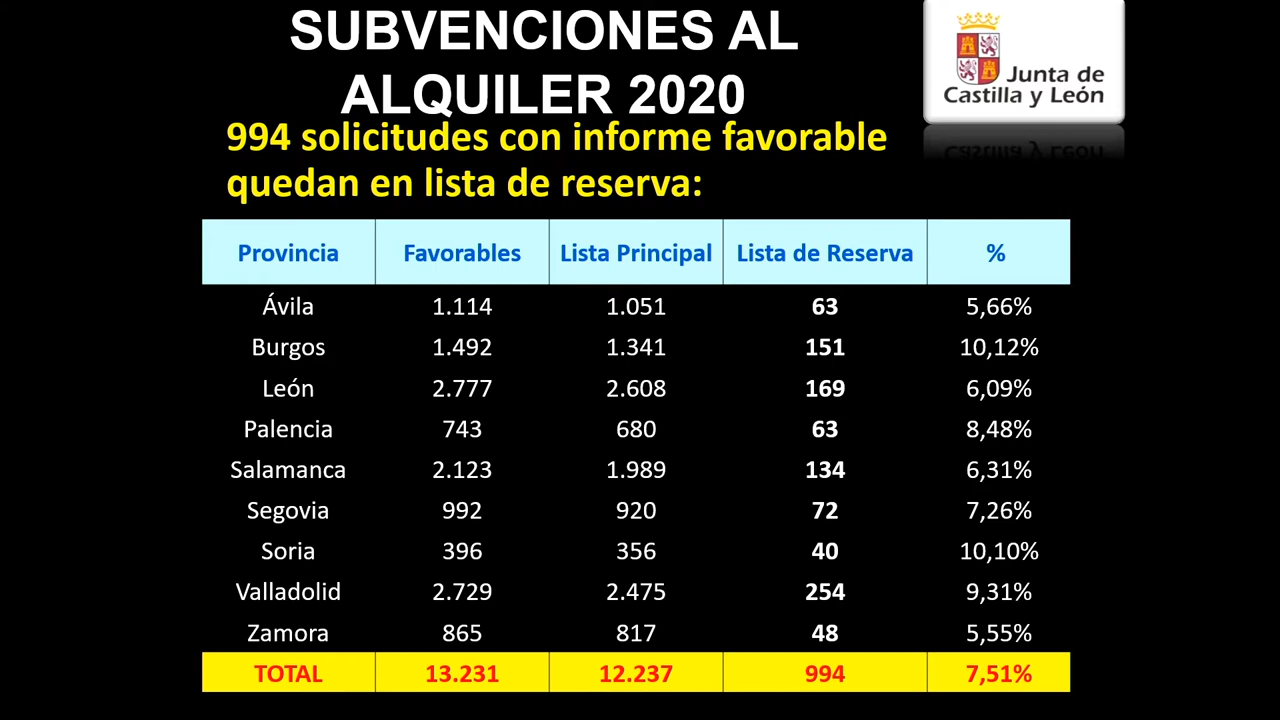 SUBVENCIONES AL
ALQUILER 2020
Junta de
Castilla y León
994 solicitudes con informe favorable
quedan en lista de reserva:
Provincia Favorables Lista Principal Lista de Reserva %
Ávila 1.114 1.051 63 5,66%
Burgos 1.492 1.341 151 10,12%
León 2.777 2.608 169 6,09%
Palencia 743 680 63 8,48%
Salamanca 2.123 1.989 134 6,31%
Segovia 992 920 72 7,26%
Soria 396 356 40 10,10%
Valladolid 2.729 2.475 254 9,31%
Zamora 865 817 48 5,55%
TOTAL 13.231 12.237 994 7,51%